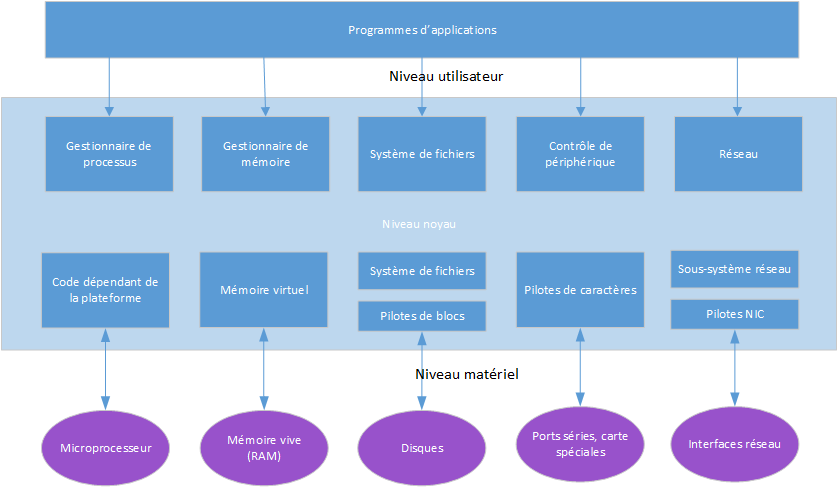 Programmes d'applications
Niveau utilisateur
Gestionnaire de
processus
Gestionnaire de
mémoire
Système de fichiers
Contrôle de
périphérique
Réseau
Niveau noyau
Code dépendant de
la plateforme
Mémoire virtuel
Système de fichiers
Pilotes de blocs
Pilotes de caractères
Sous-système réseau
Pilotes NIC
Niveau matériel
Microprocesseur
Mémoire vive
(RAM)
Disques
Ports séries, carte
spéciales
Interfaces réseau